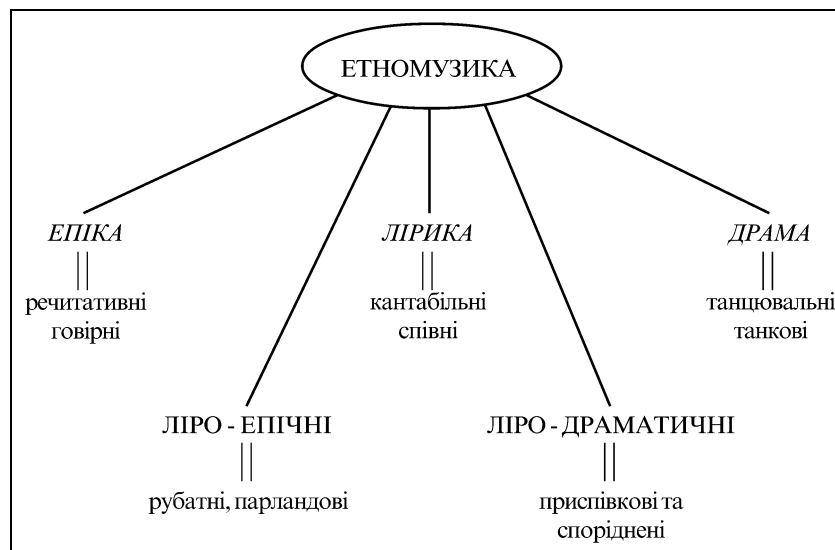 ЕТНОМУЗИКА
ЕПІКА
речитативні
говірні
ЛІРИКА
кантабільні
співні
ДРАМА
танцювальні
танкові
ЛІРО - ЕПІЧНІ
рубатні, парландові
ЛІРО - ДРАМАТИЧНІ
приспівкові та
споріднені